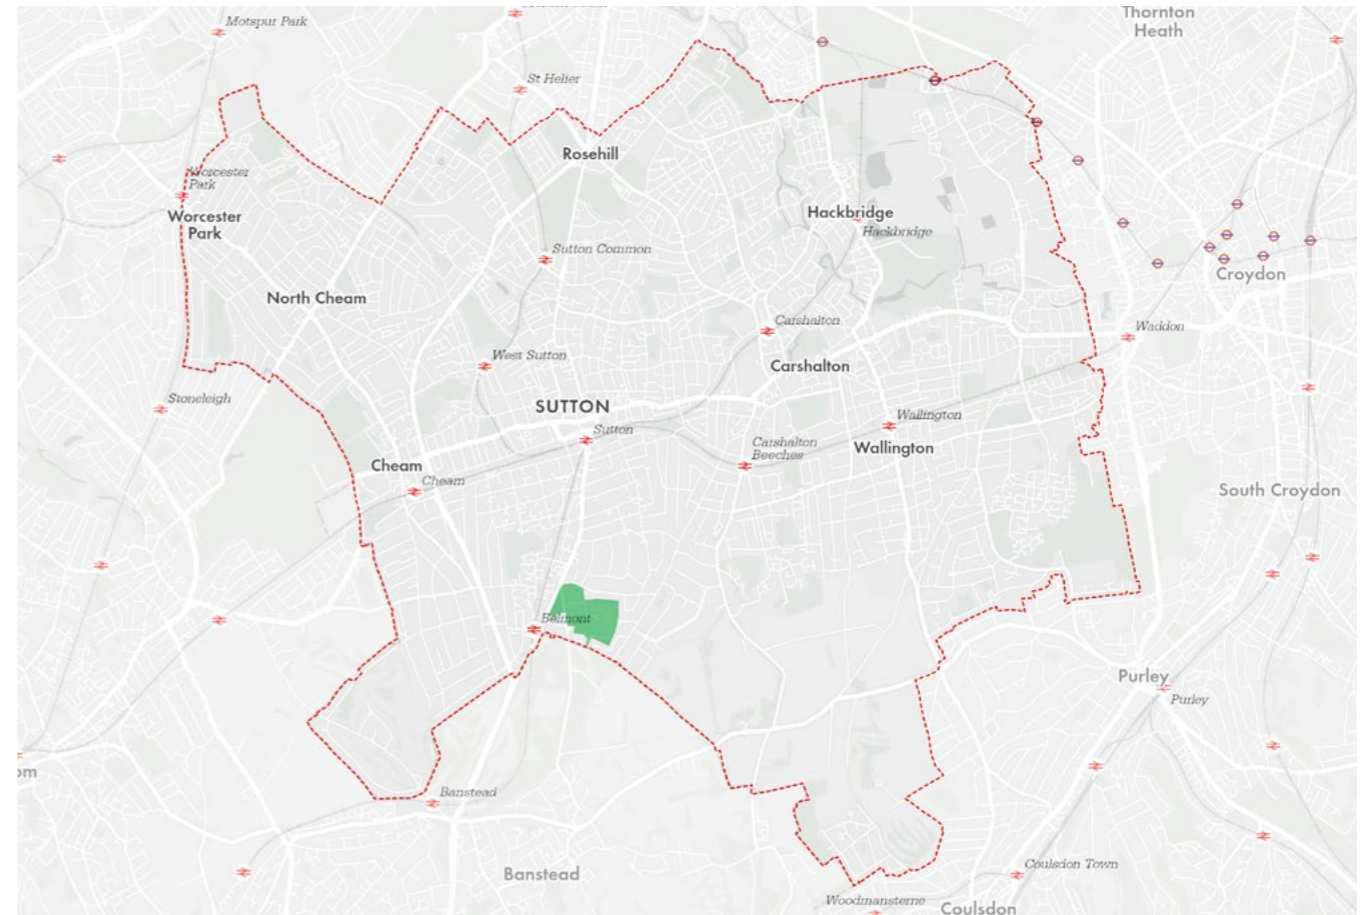 Motspur Park
Thornton
Heath
St Helier
Rosehill
Worcester
Park
Worcester
Park
Hackbridge
Hackbridge
Sutton Common
Croydon
North Cheam
Carshalton
Waddon
West Sutton
Carshalton
Stoneleigh
SUTTON
Sutton
Wallington
Carshalton
Beeches
Wallington
Cheam
Cheam
South Croydon
Belmont
Purley
Purley
om
Banstead
Banstead
Coulsdon Town
Woodmansterne
Coulsdon